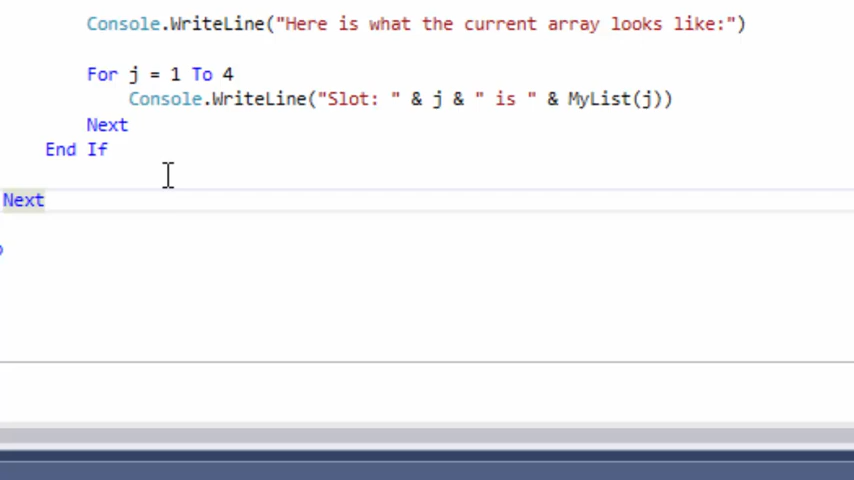 Console.WriteLine("Here is what the current array looks like:")
For j = 1 To 4
Console.WriteLine("Slot: " & j & " is " & MyList(j))
Next
End If
Next